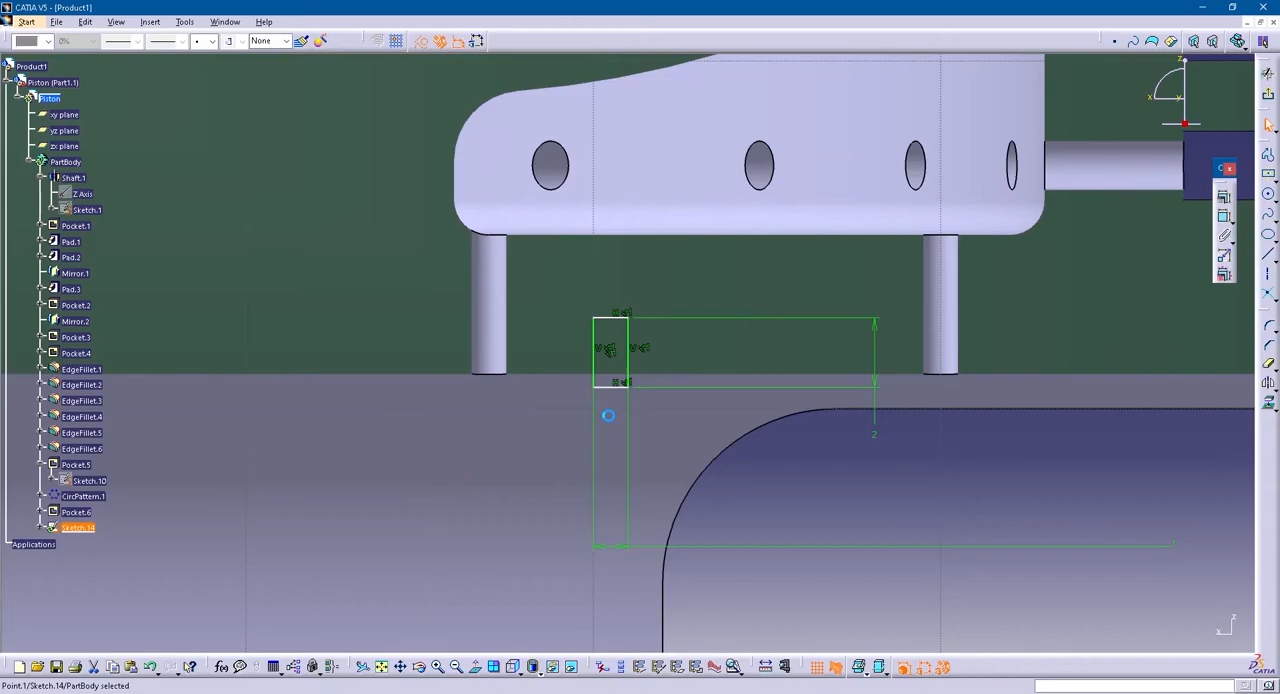 CATIA V5 - [Product1]
Start File Edit View Insert Tools Window Help
0% None
Product1
Piston (Part1.1)
Piston
xy plane
yz plane
zx plane
PartBody
Shaft.1
Z Axis
Sketch.1
Pocket.1
Pad.1
Pad.2
Mirror.1
Pad.3
Pocket.2
Mirror.2
Pocket.3
Pocket.4
EdgeFillet.1
EdgeFillet.2
EdgeFillet.3
EdgeFillet.4
EdgeFillet.5
EdgeFillet.6
Pocket.5
Sketch.10
CircPattern.1
Pocket.6
Sketch.14
Applications
z
x y
H
V V
H
2
1
z
x
f(x)
CATIA
Point.1/Sketch.14/PartBody selected